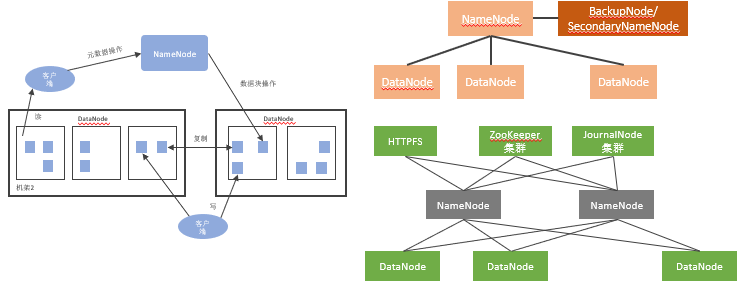 元数据操作
NameNode
客户
端
数据块操作
读
DataNode
复制
DataNode
机架2
写
客户
端
NameNode
BackupNode/
SecondaryNameNode
DataNode
DataNode
DataNode
HTTPFS
ZooKeeper
集群
JournalNode
集群
NameNode
NameNode
DataNode
DataNode
DataNode